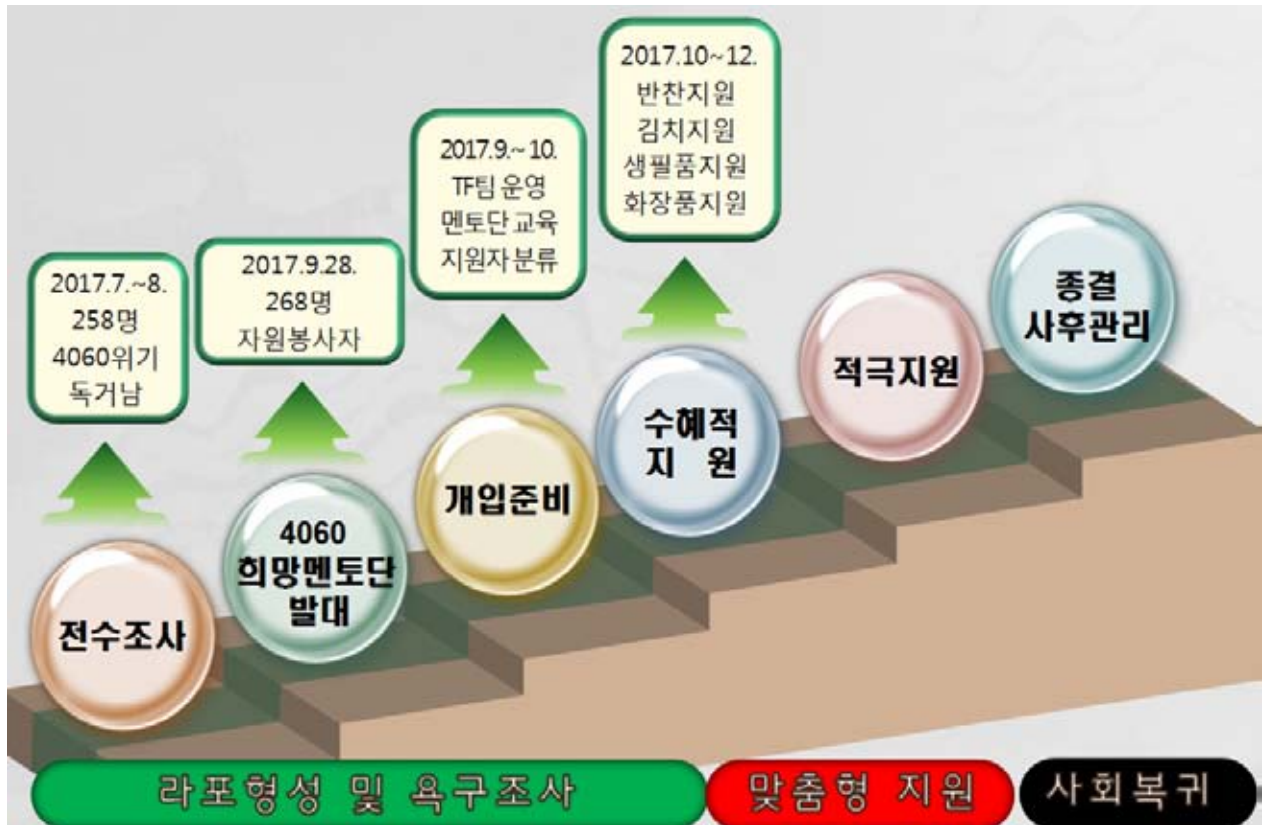 2017.7.~8.
258명
4060위기
독거남
2017.9.28.
268명
자원봉사자
2017.9.~10.
TF팀 운영
멘토단 교육
지원자 분류
2017.10~12.
반찬지원
김치지원
생필품지원
화장품지원
전수조사
4060
희망멘토단
발대
개입준비
수혜적
지 원
적극지원
종결
사후관리
라포형성 및 욕구조사
맞춤형 지원
사회복귀